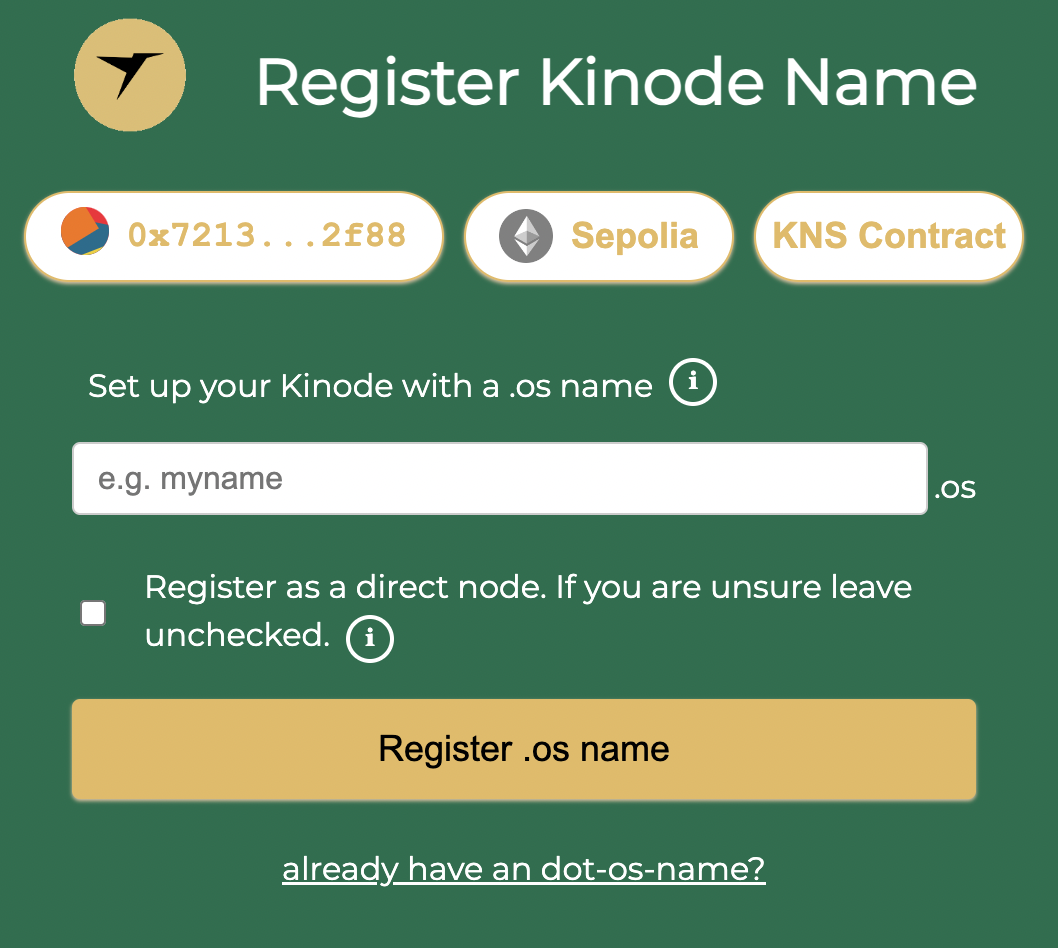 Register Kinode Name
0x7213...2f88
Sepolia
KNS Contract
Set up your Kinode with a .os name i
e.g. myname
.os
Register as a direct node. If you are unsure leave
unchecked. i
Register .os name
already have an dot-os-name?